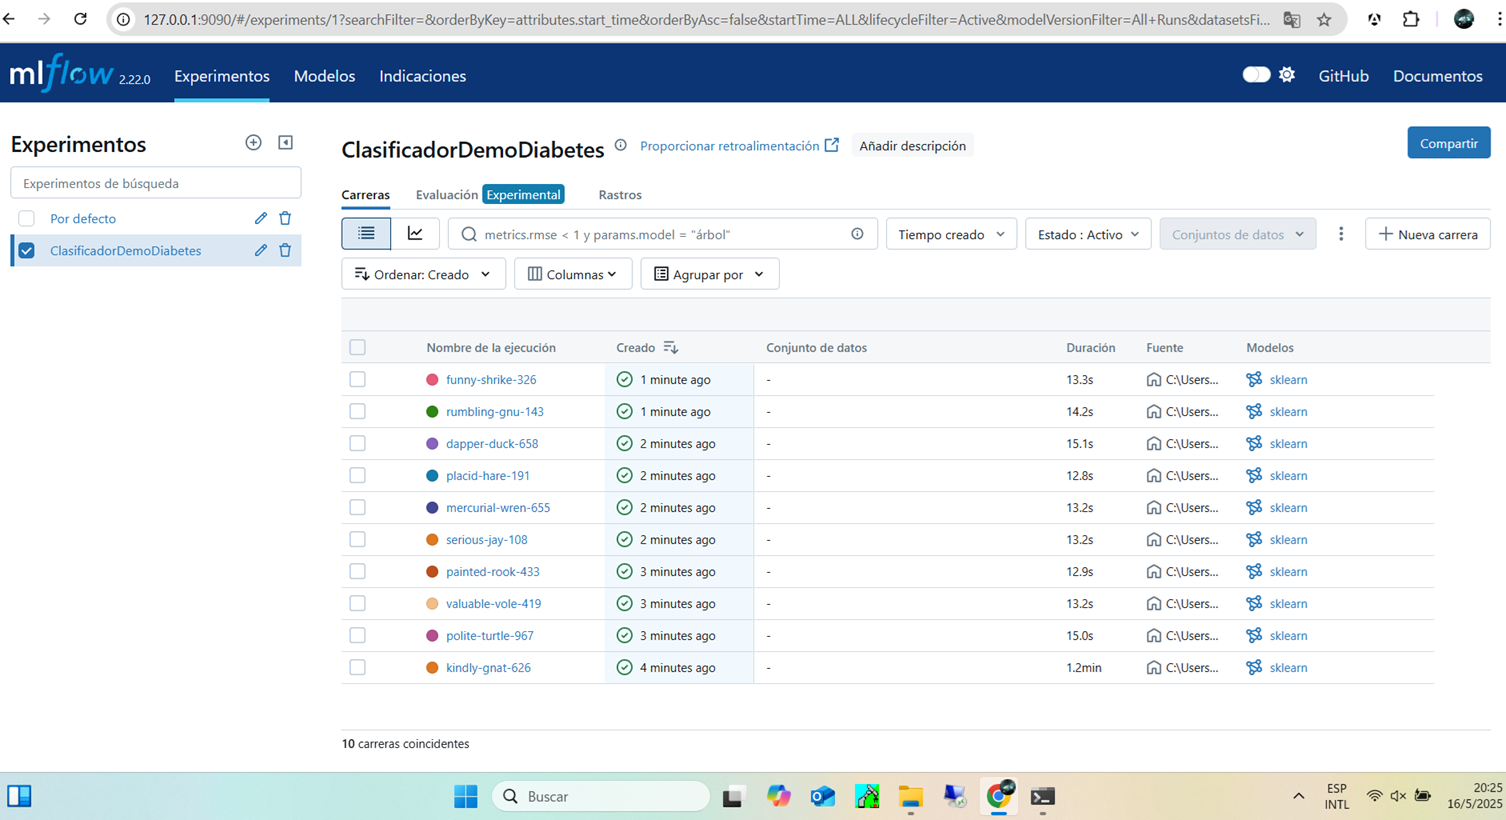 127.0.0.1:9090/#/experiments/1?searchFilter=&orderByKey=attributes.start_time&orderByAsc=false&startTime=ALL&lifecycleFilter=Active&modelVersionFilter=All+Runs&datasetsFi...
mlflow 2.22.0 Experimentos Modelos Indicaciones GitHub Documentos
Experimentos
ClasificadorDemoDiabetes Proporcionar retroalimentación Añadir descripción Compartir
Experimentos de búsqueda
Carreras Evaluación Experimental Rastros
Por defecto
ClasificadorDemoDiabetes
metrics.rmse < 1 y params.model = "árbol" Tiempo creado Estado : Activo Conjuntos de datos Nueva carrera
Ordenar: Creado Columnas Agrupar por
Nombre de la ejecución Creado Conjunto de datos Duración Fuente Modelos
funny-shrike-326 1 minute ago - 13.3s C:\Users... sklearn
rumbling-gnu-143 1 minute ago - 14.2s C:\Users... sklearn
dapper-duck-658 2 minutes ago - 15.1s C:\Users... sklearn
placid-hare-191 2 minutes ago - 12.8s C:\Users... sklearn
mercurial-wren-655 2 minutes ago - 13.2s C:\Users... sklearn
serious-jay-108 2 minutes ago - 13.2s C:\Users... sklearn
painted-rook-433 3 minutes ago - 12.9s C:\Users... sklearn
valuable-vole-419 3 minutes ago - 13.2s C:\Users... sklearn
polite-turtle-967 3 minutes ago - 15.0s C:\Users... sklearn
kindly-gnat-626 4 minutes ago - 1.2min C:\Users... sklearn
10 carreras coincidentes
Buscar
ESP
INTL
20:25
16/5/2025